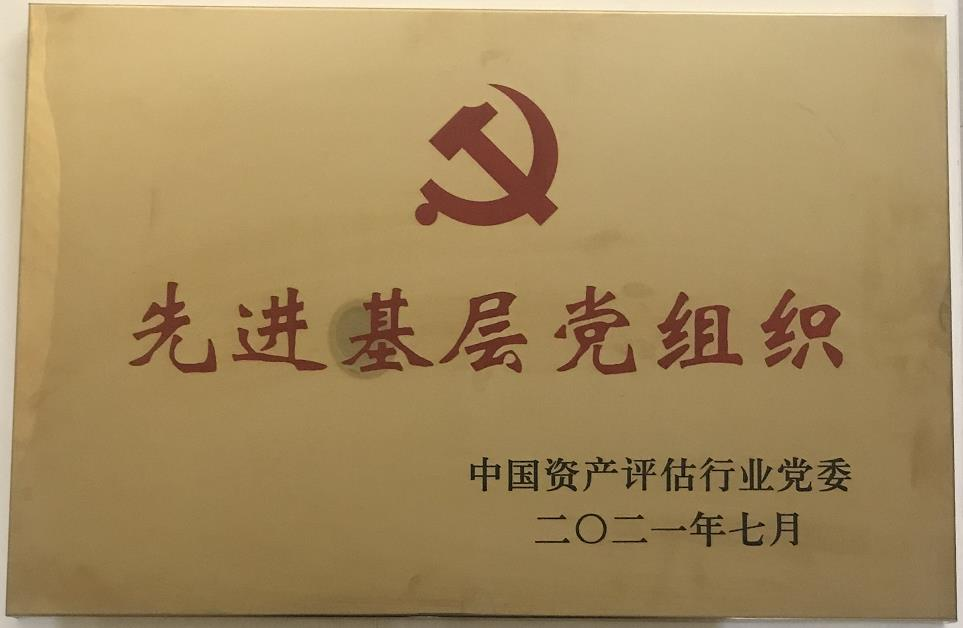 先进基层党组织
中国资产评估行业党委
二〇二一年七月